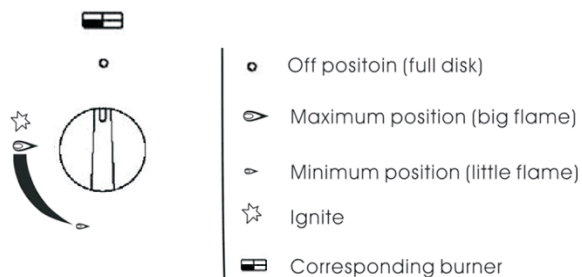 Off positoin (full disk)
Maximum position (big flame)
Minimum position (little flame)
Ignite
Corresponding burner